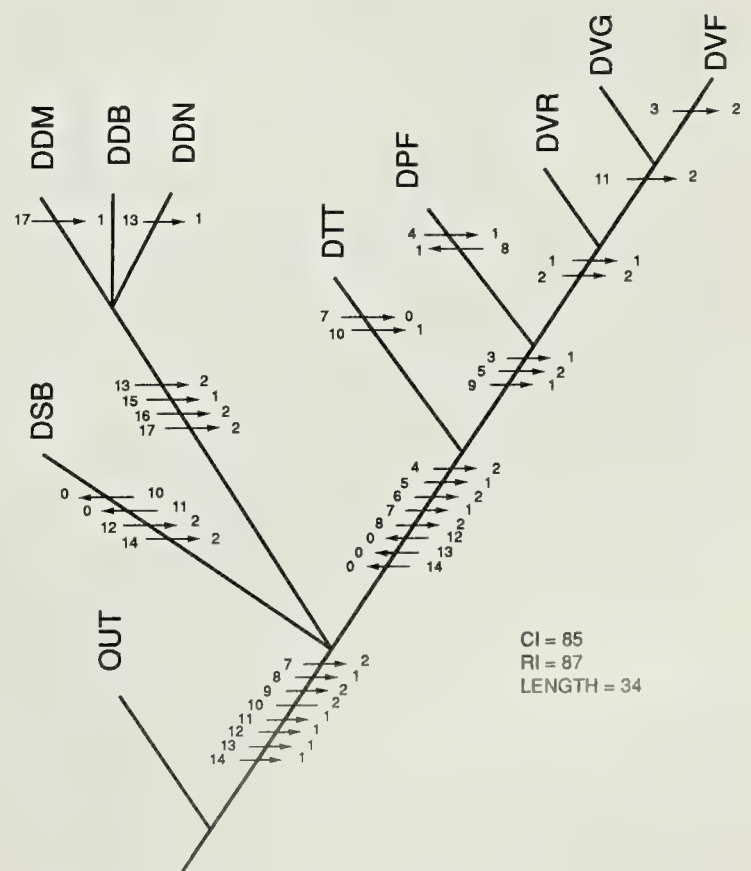 DVF
DVG
3 2
DDM
DDB
DDN
DVR
11 2
DPF
17 1 13 1
4 1
1 8
1 1
2 2
DTT
7 0
10 1
3 1
5 2
9 1
13 2
15 1
16 2
17 2
DSB
4 2
5 1
6 2
7 1
8 2
0 12
0 13
0 14
0 10
0 11
12 2
14 2
OUT
7 2
8 1
9 2
10 2
11 1
12 1
13 1
14 1
CI = 85
RI = 87
LENGTH = 34